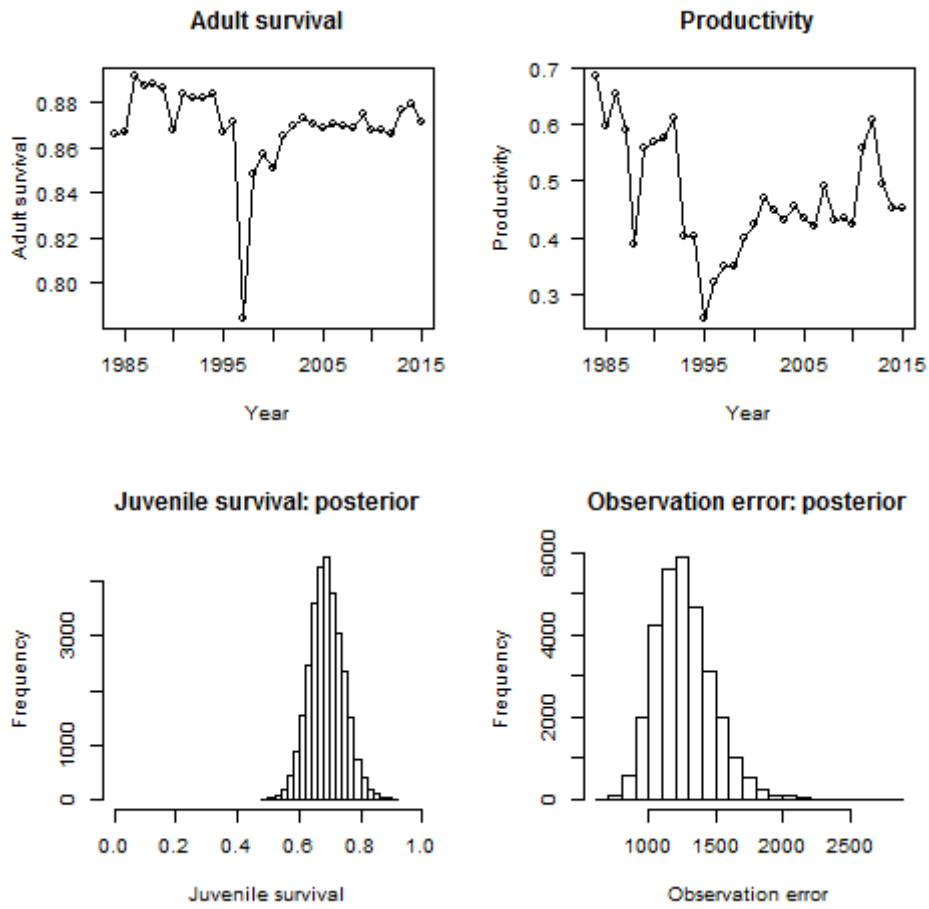 Adult survival
Adult survival
0.88
0.86
0.84
0.82
0.80
1985 1995 2005 2015
Year
Productivity
Productivity
0.7
0.6
0.5
0.4
0.3
1985 1995 2005 2015
Year
Juvenile survival: posterior
Frequency
3000
1000
0
0.0 0.2 0.4 0.6 0.8 1.0
Juvenile survival
Observation error: posterior
Frequency
6000
4000
2000
0
1000 1500 2000 2500
Observation error